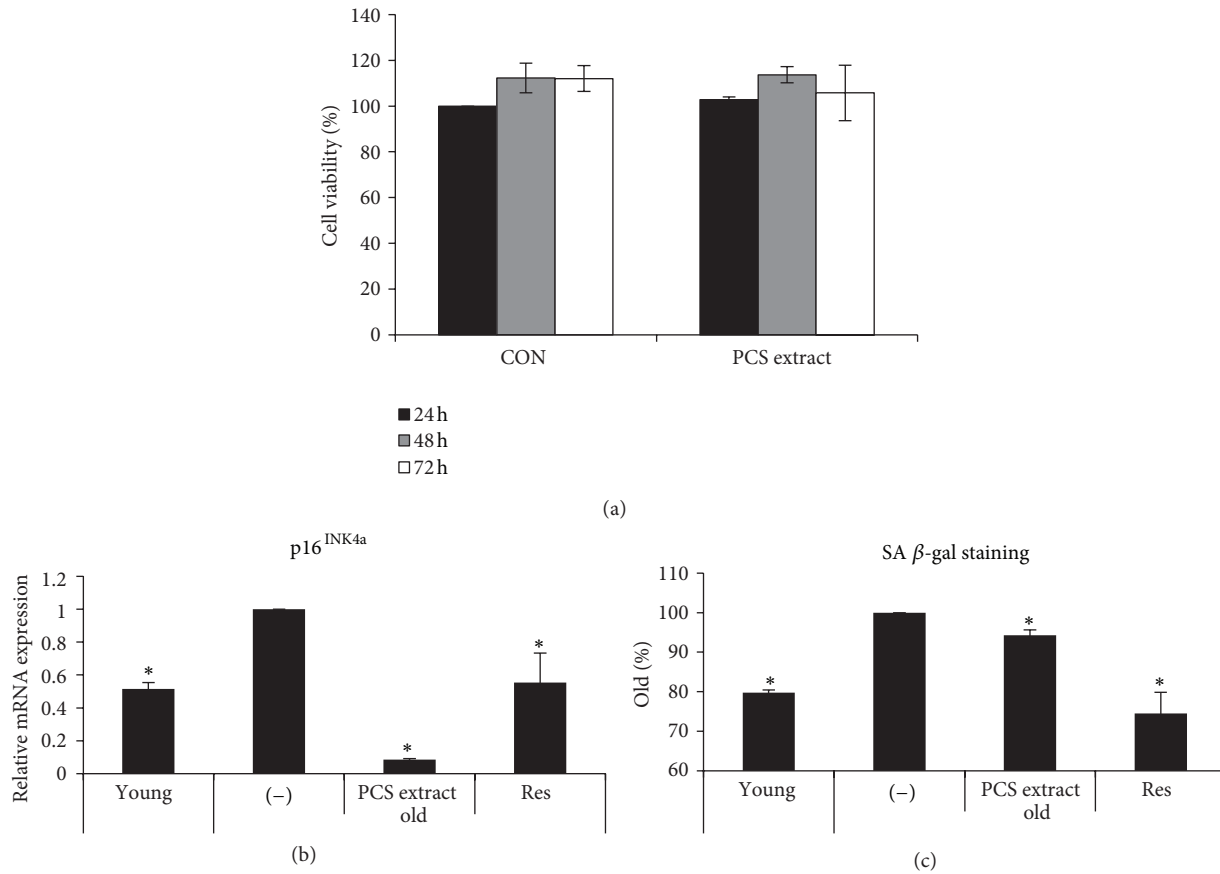 140
120
100
80
60
40
20
0
Cell viability (%)
CON
PCS extract
24 h
48 h
72 h
(a)
p16 INK4a
1.2
1
0.8
0.6
0.4
0.2
0
Relative mRNA expression
*
*
*
Young
(−)
PCS extract
Res
old
(b)
SA β-gal staining
110
100
90
80
70
60
Old (%)
*
*
*
Young
(−)
PCS extract
Res
old
(c)